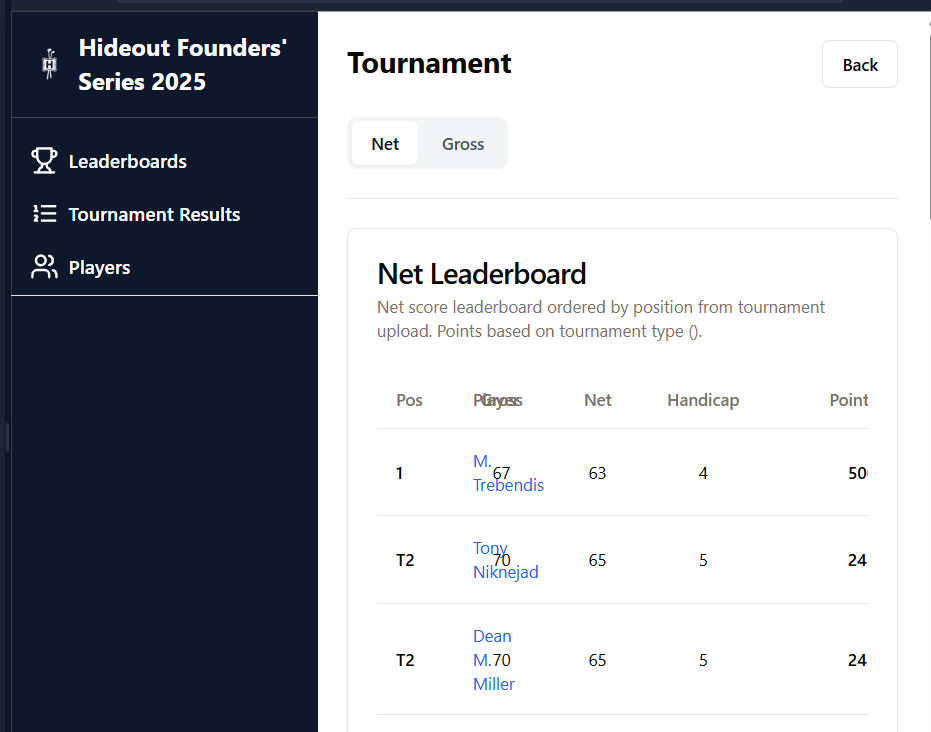 Hideout Founders'
Series 2025
Leaderboards
Tournament Results
Players
Tournament
Back
Net Gross
Net Leaderboard
Net score leaderboard ordered by position from tournament
upload. Points based on tournament type ().
Pos Player Gross Net Handicap Point
1 M. Trebendis 67 63 4 50
T2 Tony Niknejad 70 65 5 24
T2 Dean M. Miller 70 65 5 24